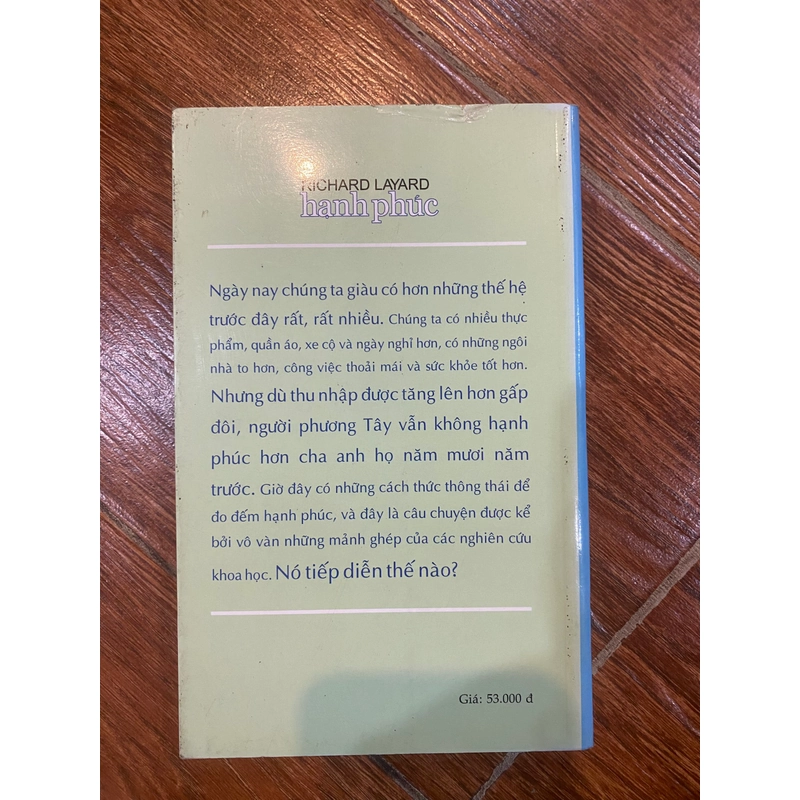 RICHARD LAYARD
hạnh phúc
Ngày nay chúng ta giàu có hơn những thế hệ
trước đây rất, rất nhiều. Chúng ta có nhiều thực
phẩm, quần áo, xe cộ và ngày nghỉ hơn, có những ngôi
nhà to hơn, công việc thoải mái và sức khỏe tốt hơn.
Nhưng dù thu nhập được tăng lên hơn gấp
đôi, người phương Tây vẫn không hạnh
phúc hơn cha anh họ năm mươi năm
trước. Giờ đây có những cách thức thông thái để
đo đếm hạnh phúc, và đây là câu chuyện được kể
bởi vô vàn những mảnh ghép của các nghiên cứu
khoa học. Nó tiếp diễn thế nào?
Giá: 53.000 đ